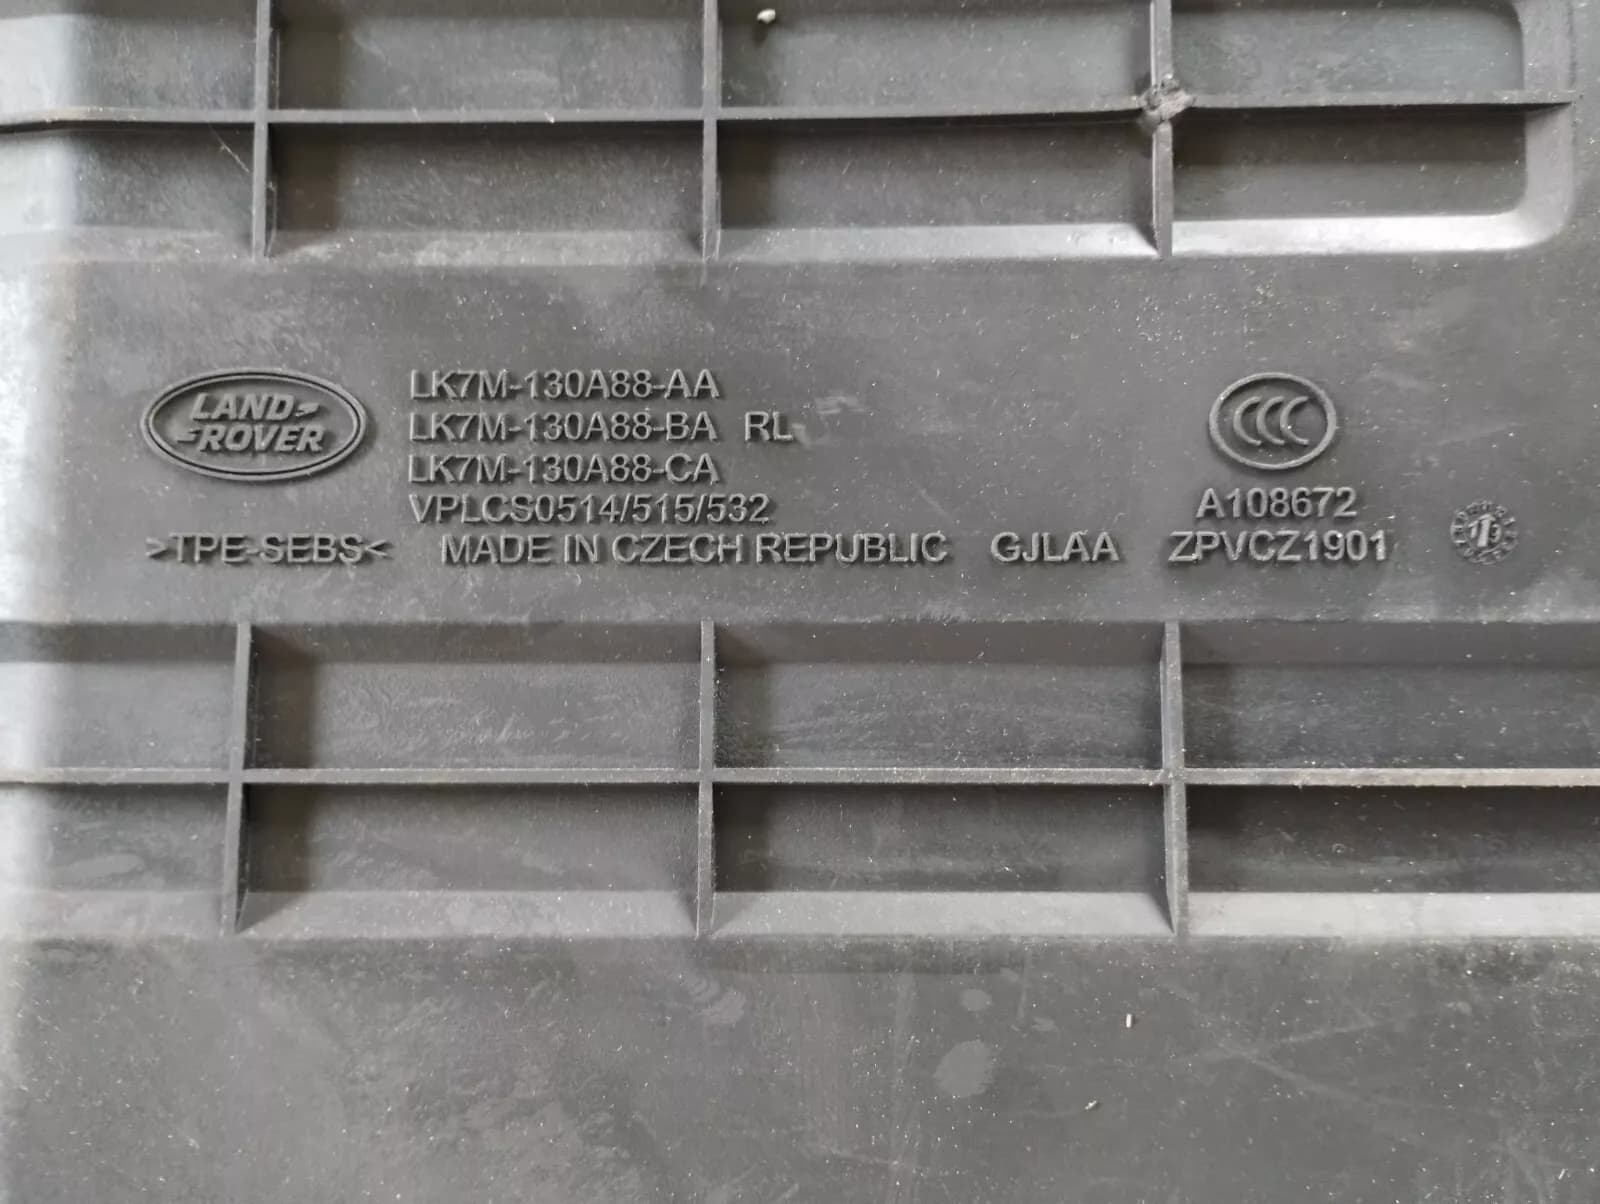 LAND
ROVER
LK7M-130A88-AA
LK7M-130A88-BA RL
LK7M-130A88-CA
VPLCS0514/515/532
>TPE-SEBS< MADE IN CZECH REPUBLIC GJLAA
CCC
A108672
ZPVCZ1901